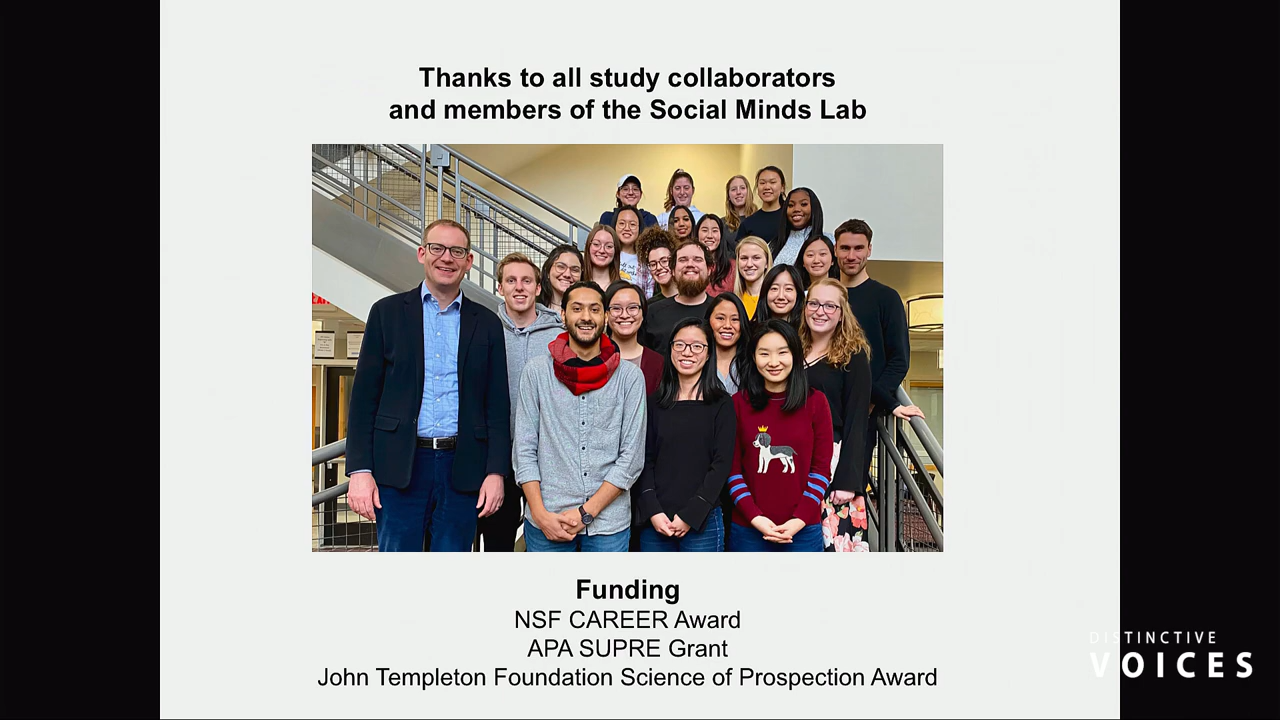 Thanks to all study collaborators
and members of the Social Minds Lab
Funding
NSF CAREER Award
APA SUPRE Grant
John Templeton Foundation Science of Prospection Award
DISTINCTIVE
VOICES